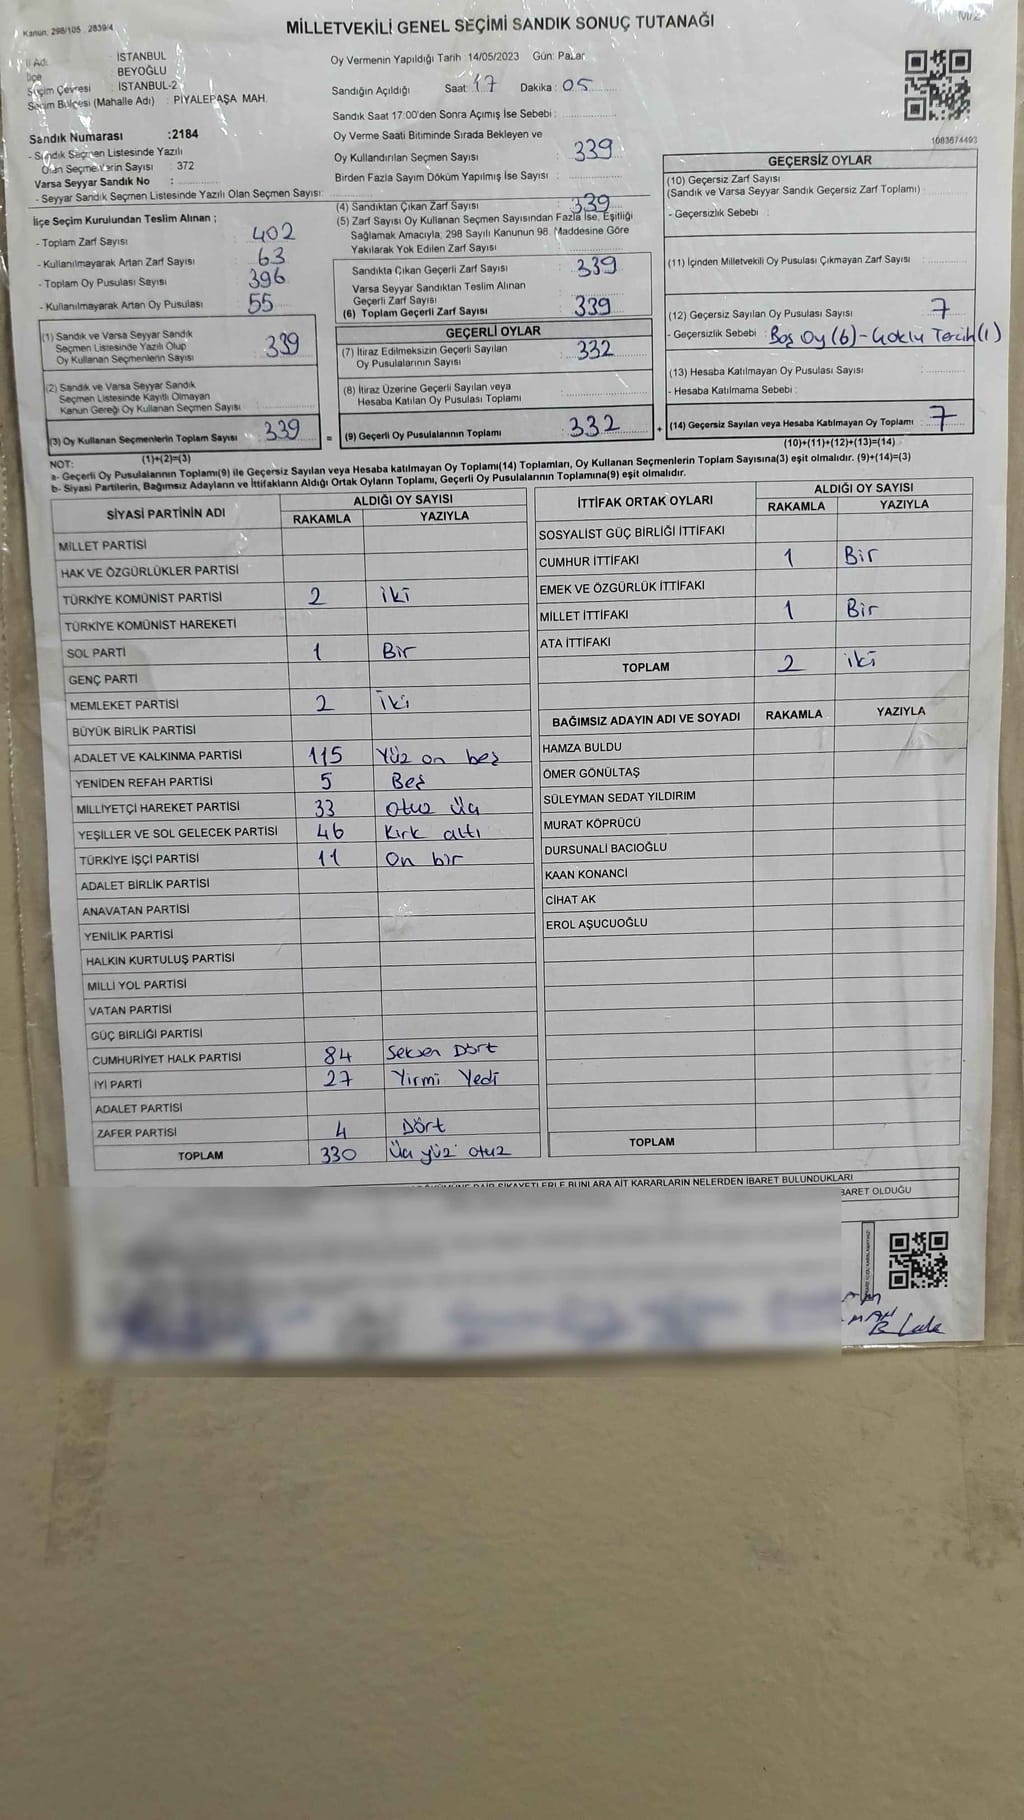 Kanun: 298/105 2839/4
M/2
MİLLETVEKİLİ GENEL SEÇİMİ SANDIK SONUÇ TUTANAĞI
İl Adı : İSTANBUL
İlçe : BEYOĞLU
Seçim Çevresi : İSTANBUL-2
Seçim Bölgesi (Mahalle Adı) : PİYALEPAŞA MAH.
Sandık Numarası :2184
- Sandık Seçmen Listesinde Yazılı
Olan Seçmenlerin Sayısı : 372
Varsa Seyyar Sandık No :
- Seyyar Sandık Seçmen Listesinde Yazılı Olan Seçmen Sayısı:
Oy Vermenin Yapıldığı Tarih :14/05/2023 Gün: Pazar
Sandığın Açıldığı Saat: 17 Dakika: 05
Sandık Saat 17:00'den Sonra Açımış İse Sebebi :
Oy Verme Saati Bitiminde Sırada Bekleyen ve
Oy Kullandırılan Seçmen Sayısı : 339
Birden Fazla Sayım Döküm Yapılmış İse Sayısı :
1083674493
İlçe Seçim Kurulundan Teslim Alınan ;
- Toplam Zarf Sayısı : 402
- Kullanılmayarak Artan Zarf Sayısı : 63
- Toplam Oy Pusulası Sayısı : 396
- Kullanılmayarak Artan Oy Pusulası : 55
(1) Sandık ve Varsa Seyyar Sandık
Seçmen Listesinde Yazılı Olup
Oy Kullanan Seçmenlerin Sayısı : 339
(2) Sandık ve Varsa Seyyar Sandık
Seçmen Listesinde Kayıtlı Olmayan
Kanun Gereği Oy Kullanan Seçmen Sayısı :
(3) Oy Kullanan Seçmenlerin Toplam Sayısı : 339
(1)+(2)=(3)
(4) Sandıktan Çıkan Zarf Sayısı : 339
(5) Zarf Sayısı Oy Kullanan Seçmen Sayısından Fazla İse, Eşitliği
Sağlamak Amacıyla, 298 Sayılı Kanunun 98. Maddesine Göre
Yakılarak Yok Edilen Zarf Sayısı :
Sandıkta Çıkan Geçerli Zarf Sayısı : 339
Varsa Seyyar Sandıktan Teslim Alınan
Geçerli Zarf Sayısı :
(6) Toplam Geçerli Zarf Sayısı : 339
GEÇERLİ OYLAR
(7) İtiraz Edilmeksizin Geçerli Sayılan
Oy Pusulalarının Sayısı : 332
(8) İtiraz Üzerine Geçerli Sayılan veya
Hesaba Katılan Oy Pusulası Toplamı :
= (9) Geçerli Oy Pusulalarının Toplamı : 332 +
GEÇERSİZ OYLAR
(10) Geçersiz Zarf Sayısı
(Sandık ve Varsa Seyyar Sandık Geçersiz Zarf Toplamı) :
- Geçersizlik Sebebi :
(11) İçinden Milletvekili Oy Pusulası Çıkmayan Zarf Sayısı :
(12) Geçersiz Sayılan Oy Pusulası Sayısı : 7
- Geçersizlik Sebebi : Boş Oy (6) - Çoklu Tercih (1)
(13) Hesaba Katılmayan Oy Pusulası Sayısı :
- Hesaba Katılmama Sebebi :
(14) Geçersiz Sayılan veya Hesaba Katılmayan Oy Toplamı : 7
(10)+(11)+(12)+(13)=(14)
NOT:
a- Geçerli Oy Pusulalarının Toplamı(9) ile Geçersiz Sayılan veya Hesaba katılmayan Oy Toplamı(14) Toplamları, Oy Kullanan Seçmenlerin Toplam Sayısına(3) eşit olmalıdır. (9)+(14)=(3)
b- Siyasi Partilerin, Bağımsız Adayların ve İttifakların Aldığı Ortak Oyların Toplamı, Geçerli Oy Pusulalarının Toplamına(9) eşit olmalıdır.
SİYASİ PARTİNİN ADI ALDIĞI OY SAYISI
RAKAMLA YAZIYLA
MİLLET PARTİSİ
HAK VE ÖZGÜRLÜKLER PARTİSİ
TÜRKİYE KOMÜNİST PARTİSİ 2 iki
TÜRKİYE KOMÜNİST HAREKETİ
SOL PARTİ 1 Bir
GENÇ PARTİ
MEMLEKET PARTİSİ 2 İki
BÜYÜK BİRLİK PARTİSİ
ADALET VE KALKINMA PARTİSİ 115 Yüz on beş
YENİDEN REFAH PARTİSİ 5 Beş
MİLLİYETÇİ HAREKET PARTİSİ 33 otuz üç
YEŞİLLER VE SOL GELECEK PARTİSİ 46 kırk altı
TÜRKİYE İŞÇİ PARTİSİ 11 on bir
ADALET BİRLİK PARTİSİ
ANAVATAN PARTİSİ
YENİLİK PARTİSİ
HALKIN KURTULUŞ PARTİSİ
MİLLİ YOL PARTİSİ
VATAN PARTİSİ
GÜÇ BİRLİĞİ PARTİSİ
CUMHURİYET HALK PARTİSİ 84 Seksen Dört
İYİ PARTİ 27 Yirmi Yedi
ADALET PARTİSİ
ZAFER PARTİSİ 4 Dört
TOPLAM 330 Üç yüz otuz
İTTİFAK ORTAK OYLARI ALDIĞI OY SAYISI
RAKAMLA YAZIYLA
SOSYALİST GÜÇ BİRLİĞİ İTTİFAKI
CUMHUR İTTİFAKI 1 Bir
EMEK VE ÖZGÜRLÜK İTTİFAKI
MİLLET İTTİFAKI 1 Bir
ATA İTTİFAKI
TOPLAM 2 iki
BAĞIMSIZ ADAYIN ADI VE SOYADI RAKAMLA YAZIYLA
HAMZA BULDU
ÖMER GÖNÜLTAŞ
SÜLEYMAN SEDAT YILDIRIM
MURAT KÖPRÜCÜ
DURSUNALİ BACIOĞLU
KAAN KONANCİ
CİHAT AK
EROL AŞUCUOĞLU
TOPLAM
ŞİKAYETLERLE BUNLARA AİT KARARLARIN NELERDEN İBARET BULUNDUKLARI
BARET OLDUĞU